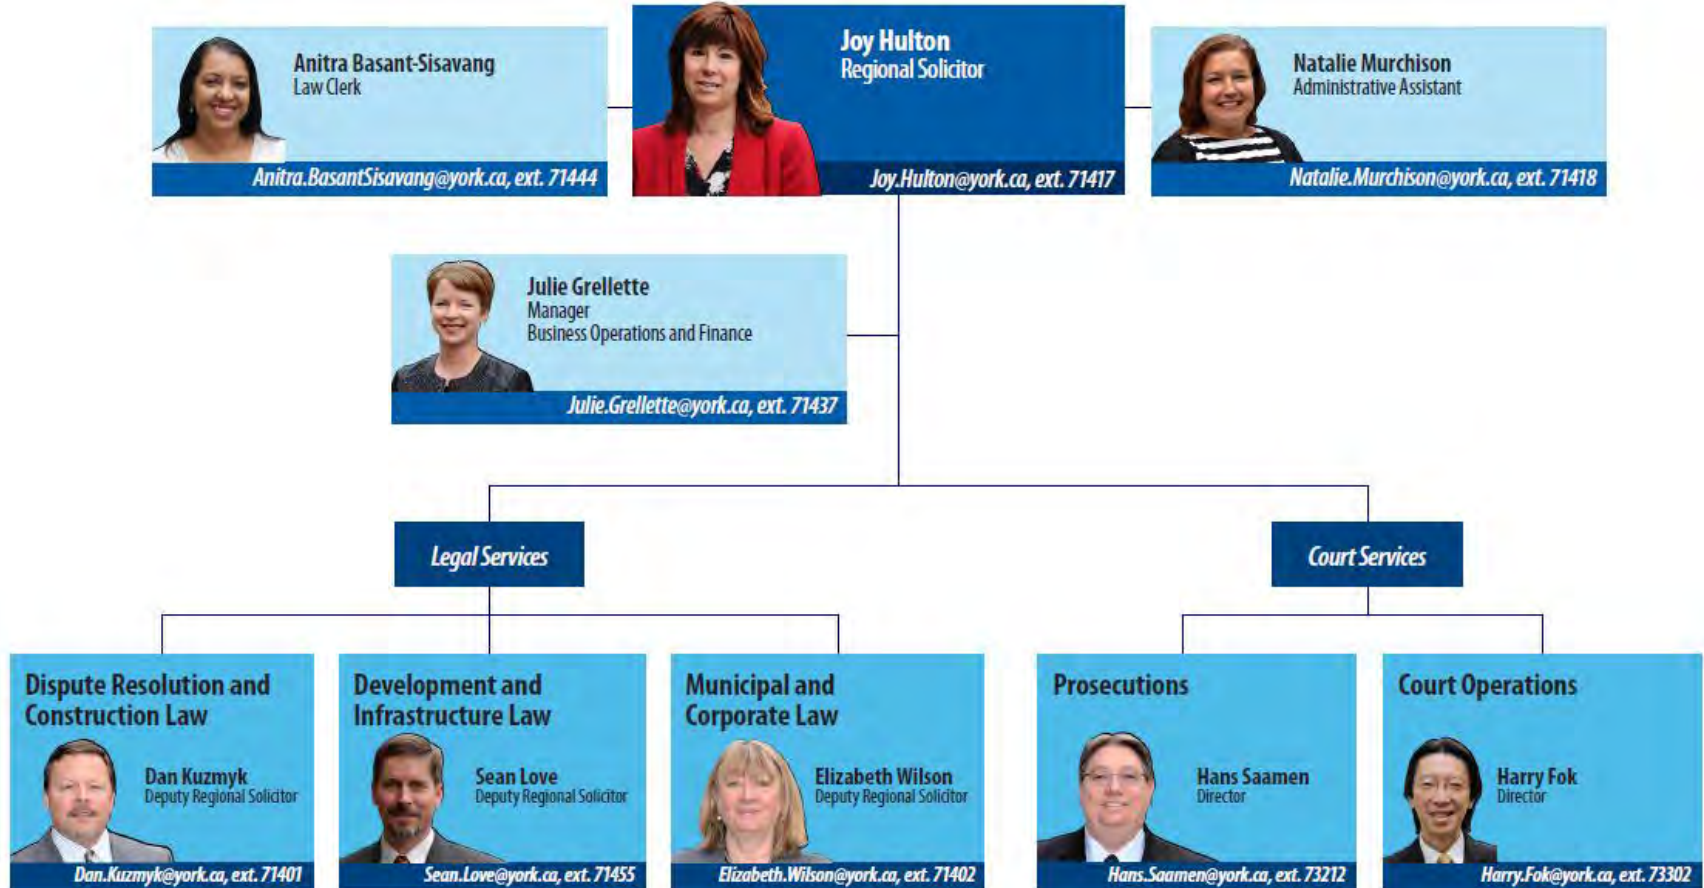 Anitra Basant-Sisavang
Law Clerk
Anitra.BasantSisavang@york.ca, ext. 71444
Joy Hulton
Regional Solicitor
Joy.Hulton@york.ca, ext. 71417
Natalie Murchison
Administrative Assistant
Natalie.Murchison@york.ca, ext. 71418
Julie Grellette
Manager
Business Operations and Finance
Julie.Grellette@york.ca, ext. 71437
Legal Services
Court Services
Dispute Resolution and
Construction Law
Dan Kuzmyk
Deputy Regional Solicitor
Dan.Kuzmyk@york.ca, ext. 71401
Development and
Infrastructure Law
Sean Love
Deputy Regional Solicitor
Sean.Love@york.ca, ext. 71455
Municipal and
Corporate Law
Elizabeth Wilson
Deputy Regional Solicitor
Elizabeth.Wilson@york.ca, ext. 71402
Prosecutions
Hans Saamen
Director
Hans.Saamen@york.ca, ext. 73212
Court Operations
Harry Fok
Director
Harry.Fok@york.ca, ext. 73302